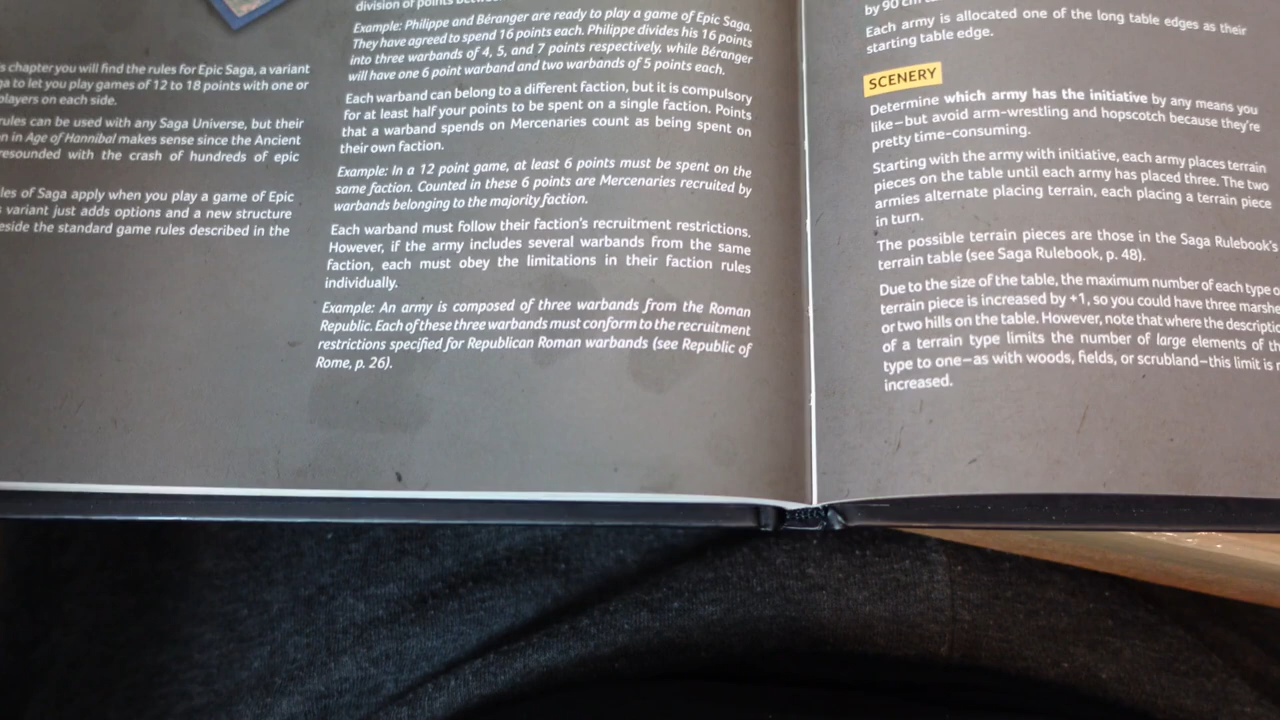 s chapter you will find the rules for Epic Saga, a variant
ga to let you play games of 12 to 18 points with one or
players on each side.
rules can be used with any Saga Universe, but their
n in Age of Hannibal makes sense since the Ancient
resounded with the crash of hundreds of epic
les of Saga apply when you play a game of Epic
s variant just adds options and a new structure
eside the standard game rules described in the
division of points
Example: Philippe and Béranger are ready to play a game of Epic Saga.
They have agreed to spend 16 points each. Philippe divides his 16 points
into three warbands of 4, 5, and 7 points respectively, while Béranger
will have one 6 point warband and two warbands of 5 points each.
Each warband can belong to a different faction, but it is compulsory
for at least half your points to be spent on a single faction. Points
that a warband spends on Mercenaries count as being spent on
their own faction.
Example: In a 12 point game, at least 6 points must be spent on the
same faction. Counted in these 6 points are Mercenaries recruited by
warbands belonging to the majority faction.
Each warband must follow their faction's recruitment restrictions.
However, if the army includes several warbands from the same
faction, each must obey the limitations in their faction rules
individually.
Example: An army is composed of three warbands from the Roman
Republic. Each of these three warbands must conform to the recruitment
restrictions specified for Republican Roman warbands (see Republic of
Rome, p. 26).
by 90 cm
Each army is allocated one of the long table edges as their
starting table edge.
SCENERY
Determine which army has the initiative by any means you
like—but avoid arm-wrestling and hopscotch because they're
pretty time-consuming.
Starting with the army with initiative, each army places terrain
pieces on the table until each army has placed three. The two
armies alternate placing terrain, each placing a terrain piece
in turn.
The possible terrain pieces are those in the Saga Rulebook's
terrain table (see Saga Rulebook, p. 48).
Due to the size of the table, the maximum number of each type o
terrain piece is increased by +1, so you could have three marshe
or two hills on the table. However, note that where the descriptio
of a terrain type limits the number of large elements of th
type to one—as with woods, fields, or scrubland—this limit is n
increased.